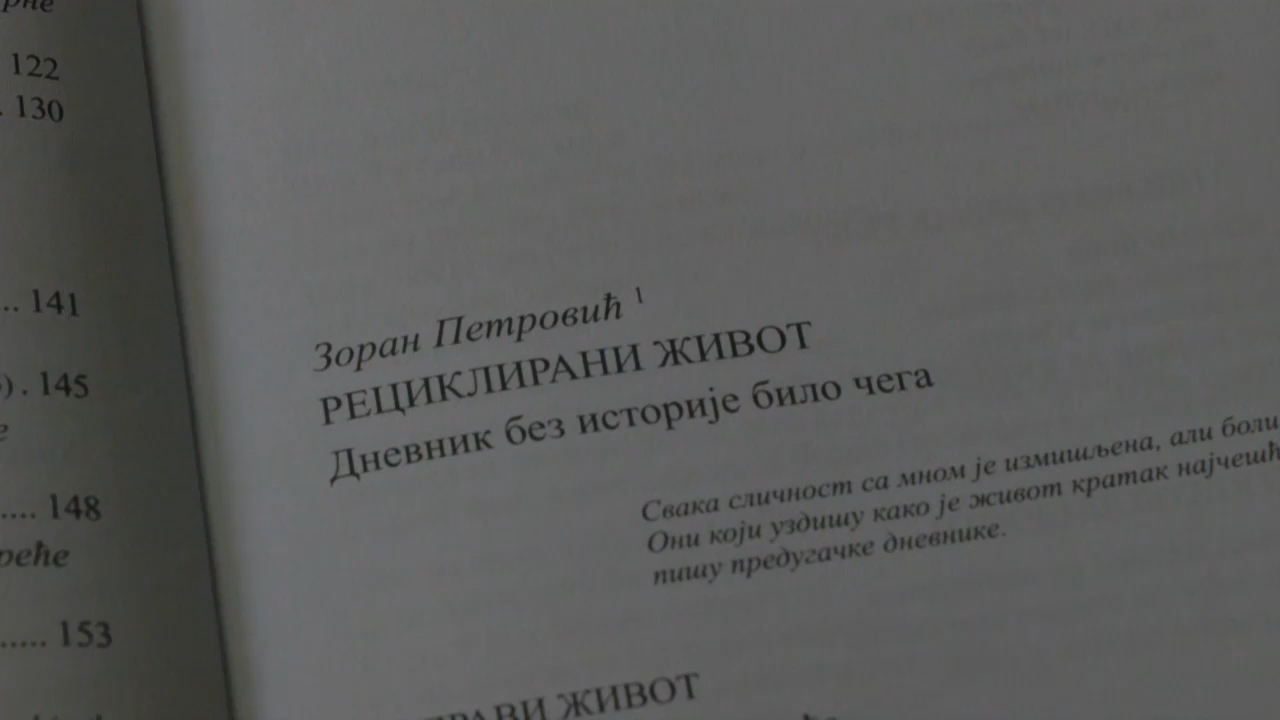 122
. 130
.. 141
) . 145
е
.... 148
реће
..... 153
Зоран Петровић 1
РЕЦИКЛИРАНИ ЖИВОТ
Дневник без историје било чега
Свака сличност са мном је измишљена, али боли
Они који уздишу како је живот кратак најчешћ
пишу предугачке дневнике.
ЖИВОТ